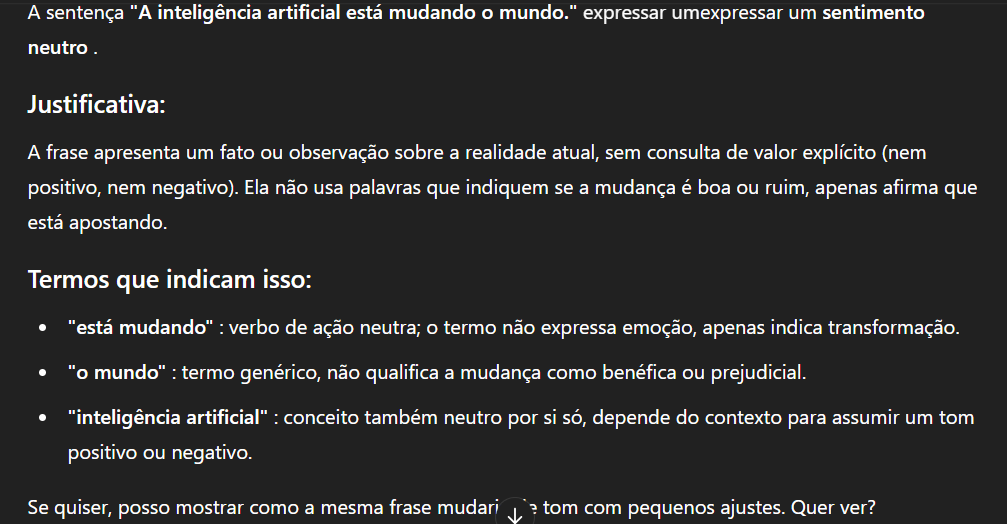 A sentença "A inteligência artificial está mudando o mundo." expressar umexpressar um sentimento
neutro .
Justificativa:
A frase apresenta um fato ou observação sobre a realidade atual, sem consulta de valor explícito (nem
positivo, nem negativo). Ela não usa palavras que indiquem se a mudança é boa ou ruim, apenas afirma que
está apostando.
Termos que indicam isso:
• "está mudando" : verbo de ação neutra; o termo não expressa emoção, apenas indica transformação.
• "o mundo" : termo genérico, não qualifica a mudança como benéfica ou prejudicial.
• "inteligência artificial" : conceito também neutro por si só, depende do contexto para assumir um tom
positivo ou negativo.
Se quiser, posso mostrar como a mesma frase tom com pequenos ajustes. Quer ver?